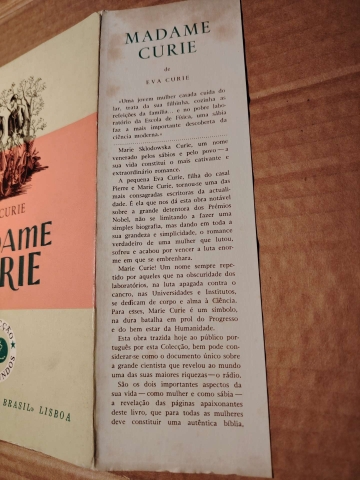 CURIE
DAME
RIE
BRASIL» LISBOA
MADAME
CURIE
de
EVA CURIE
«Uma jovem mulher casada cuida do
lar, trata da sua filhinha, cozinha as
refeições da família... e no pobre labo-
ratório da Escola de Física, uma sábia
faz a mais importante descoberta da
ciência moderna.»
Marie Sklodowska Curie, um nome
venerado pelos sábios e pelo povo — a
sua vida constitui o mais cativante e
extraordinário romance.
A pequena Eva Curie, filha do casal
Pierre e Marie Curie, tornou-se uma das
mais consagradas escritoras da actuali-
dade. E é ela que nos dá esta obra notável
sobre a grande detentora dos Prémios
Nobel, não se limitando a fazer uma
simples biografia, mas dando em toda a
sua grandeza e simplicidade, o romance
verdadeiro de uma mulher que lutou,
sofreu e acabou por vencer a luta enor-
me em que se embrenhara.
Marie Curie! Um nome sempre repe-
tido por aqueles que na obscuridade dos
laboratórios, na luta apagada contra o
cancro, nas Universidades e Institutos,
se dedicam de corpo e alma à Ciência.
Para esses, Marie Curie é um símbolo,
na dura batalha em prol do Progresso
e do bem estar da Humanidade.
Esta obra trazida hoje ao público por-
tuguês por esta Colecção, bem pode con-
siderar-se como o documento único sobre
a grande cientista que revelou ao mundo
uma das suas maiores riquezas — o rádio.
São os dois importantes aspectos da
sua vida — como mulher e como sábia —
a revelação das páginas apaixonantes
deste livro, que para todas as mulheres
deve constituir uma autêntica bíblia.